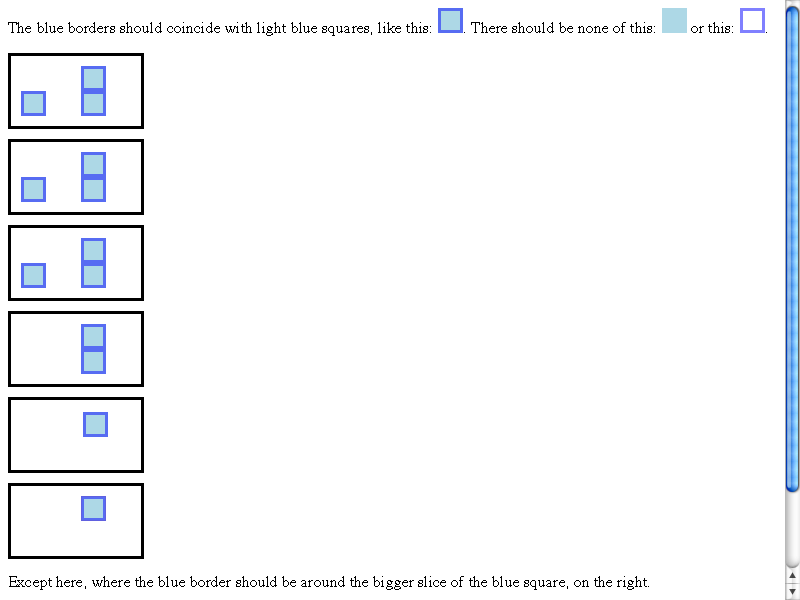 The blue borders should coincide with light blue squares, like this: . There should be none of this: or this: .
Except here, where the blue border should be around the bigger slice of the blue square, on the right.